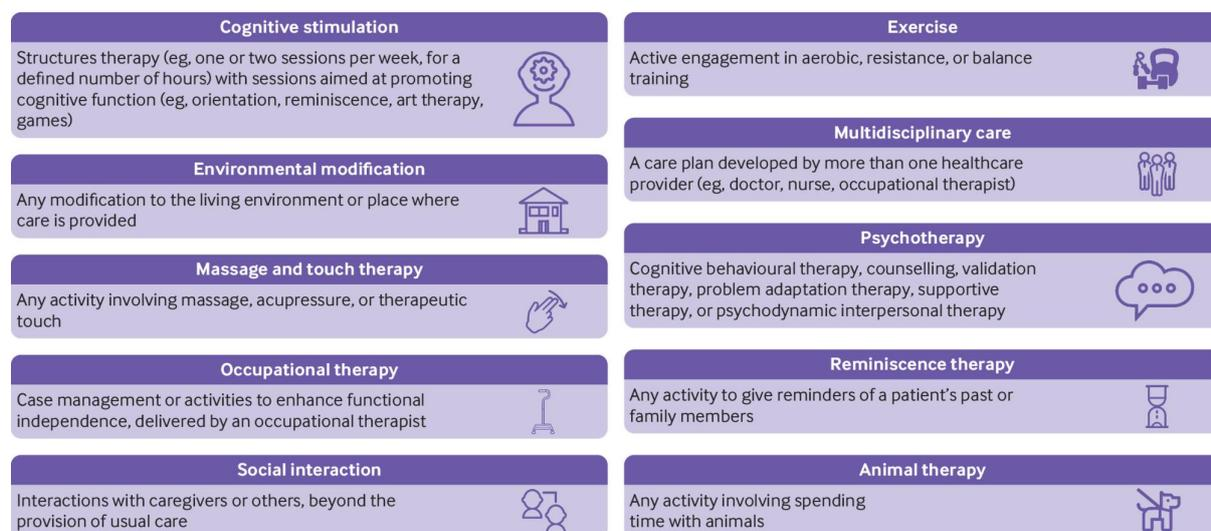 Cognitive stimulation
Structures therapy (eg, one or two sessions per week, for a
defined number of hours) with sessions aimed at promoting
cognitive function (eg, orientation, reminiscence, art therapy,
games)
Environmental modification
Any modification to the living environment or place where
care is provided
Massage and touch therapy
Any activity involving massage, acupressure, or therapeutic
touch
Occupational therapy
Case management or activities to enhance functional
independence, delivered by an occupational therapist
Social interaction
Interactions with caregivers or others, beyond the
provision of usual care
Exercise
Active engagement in aerobic, resistance, or balance
training
Multidisciplinary care
A care plan developed by more than one healthcare
provider (eg, doctor, nurse, occupational therapist)
Psychotherapy
Cognitive behavioural therapy, counselling, validation
therapy, problem adaptation therapy, supportive
therapy, or psychodynamic interpersonal therapy
Reminiscence therapy
Any activity to give reminders of a patient's past or
family members
Animal therapy
Any activity involving spending
time with animals